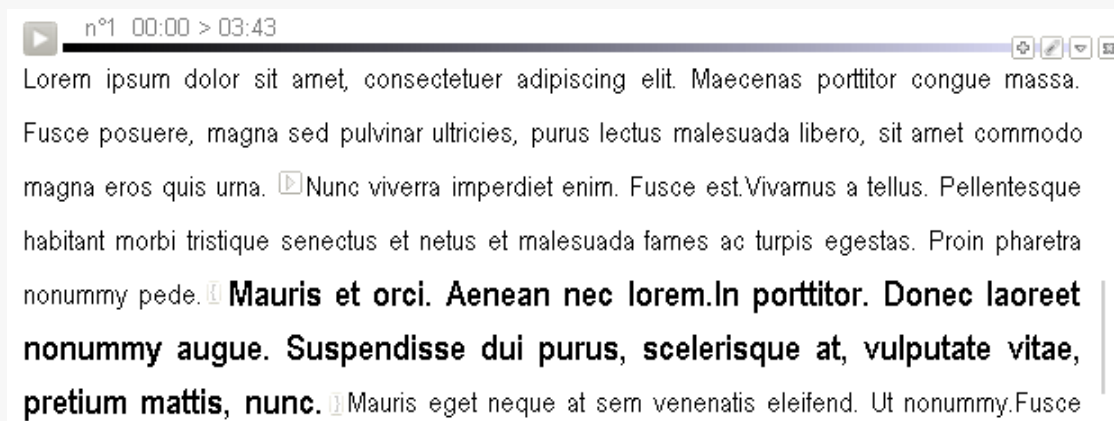 n°1 00:00 > 03:43
Lorem ipsum dolor sit amet, consectetuer adipiscing elit. Maecenas porttitor congue massa.
Fusce posuere, magna sed pulvinar ultricies, purus lectus malesuada libero, sit amet commodo
magna eros quis urna. Nunc viverra imperdiet enim. Fusce est.Vivamus a tellus. Pellentesque
habitant morbi tristique senectus et netus et malesuada fames ac turpis egestas. Proin pharetra
nonummy pede. { Mauris et orci. Aenean nec lorem.In porttitor. Donec laoreet
nonummy augue. Suspendisse dui purus, scelerisque at, vulputate vitae,
pretium mattis, nunc. } Mauris eget neque at sem venenatis eleifend. Ut nonummy.Fusce